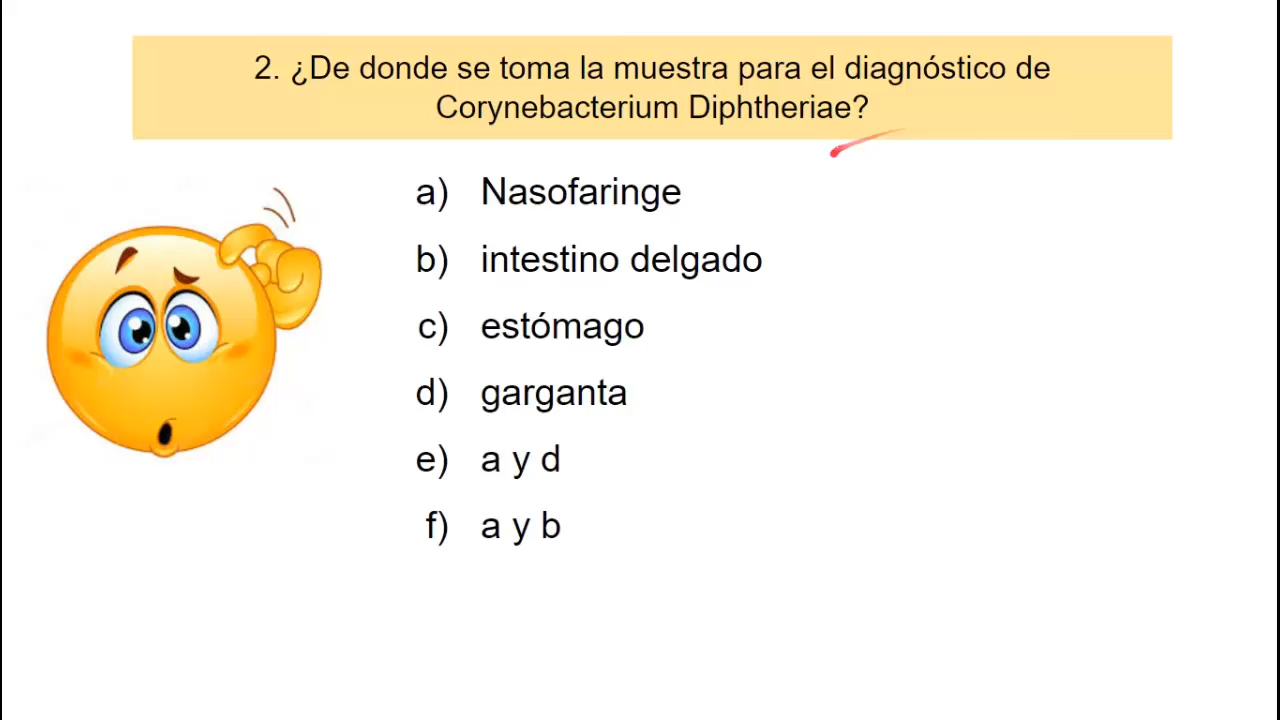 2. ¿De donde se toma la muestra para el diagnóstico de
Corynebacterium Diphtheriae?
a) Nasofaringe
b) intestino delgado
c) estómago
d) garganta
e) a y d
f) a y b